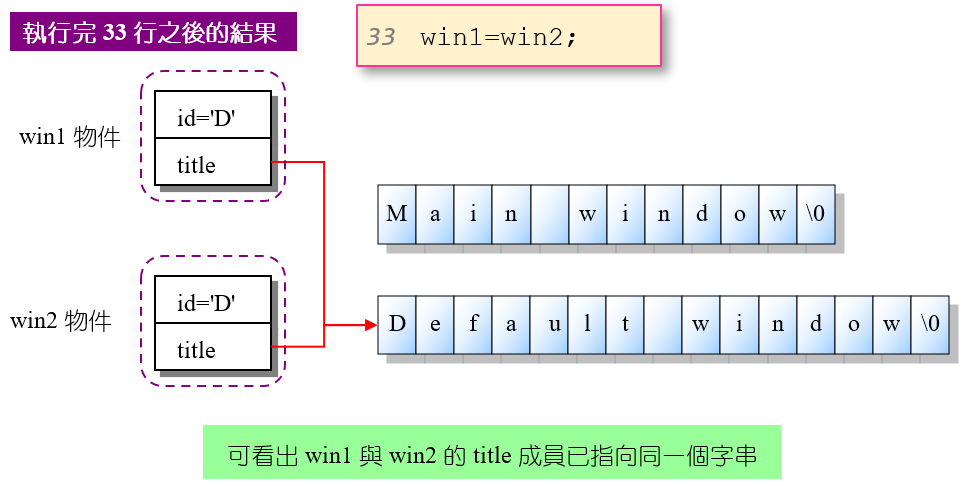 執行完 33 行之後的結果
33 win1=win2;
win1 物件
id='D'
title
M a i n w i n d o w \0
win2 物件
id='D'
title
D e f a u l t w i n d o w \0
可看出 win1 與 win2 的 title 成員已指向同一個字串